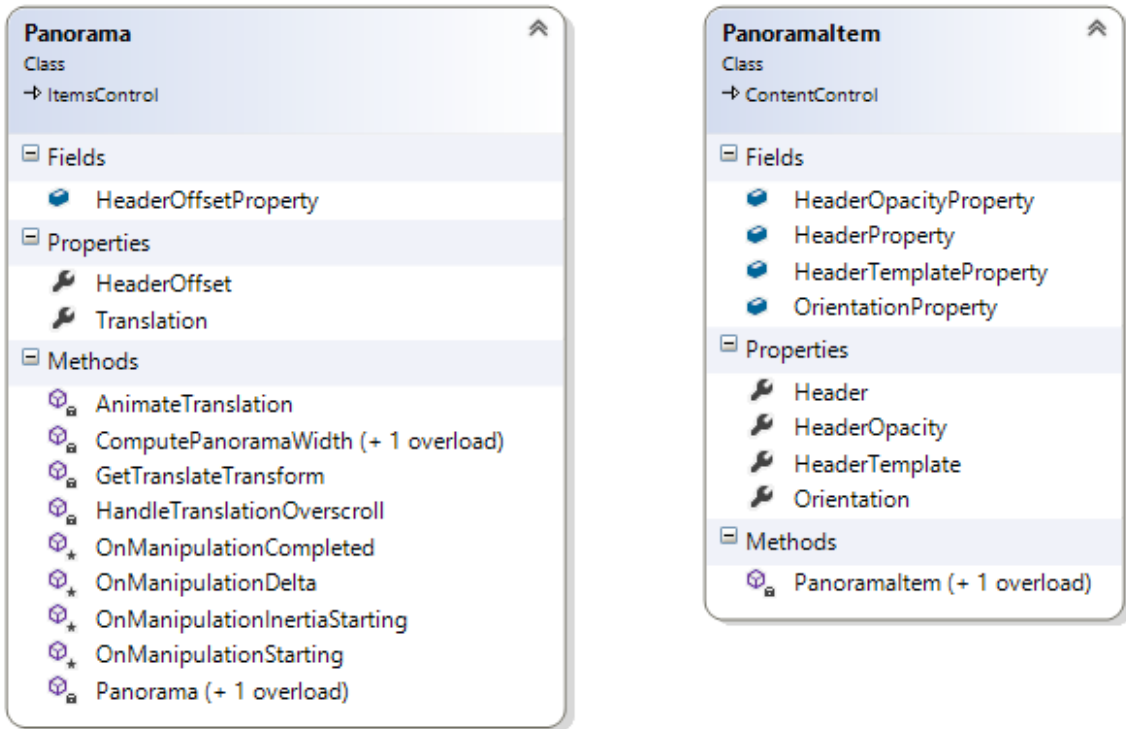 Panorama
Class
ItemsControl
Fields
HeaderOffsetProperty
Properties
HeaderOffset
Translation
Methods
AnimateTranslation
ComputePanoramaWidth (+ 1 overload)
GetTranslateTransform
HandleTranslationOverscroll
OnManipulationCompleted
OnManipulationDelta
OnManipulationInertiaStarting
OnManipulationStarting
Panorama (+ 1 overload)
PanoramaItem
Class
ContentControl
Fields
HeaderOpacityProperty
HeaderProperty
HeaderTemplateProperty
OrientationProperty
Properties
Header
HeaderOpacity
HeaderTemplate
Orientation
Methods
PanoramaItem (+ 1 overload)